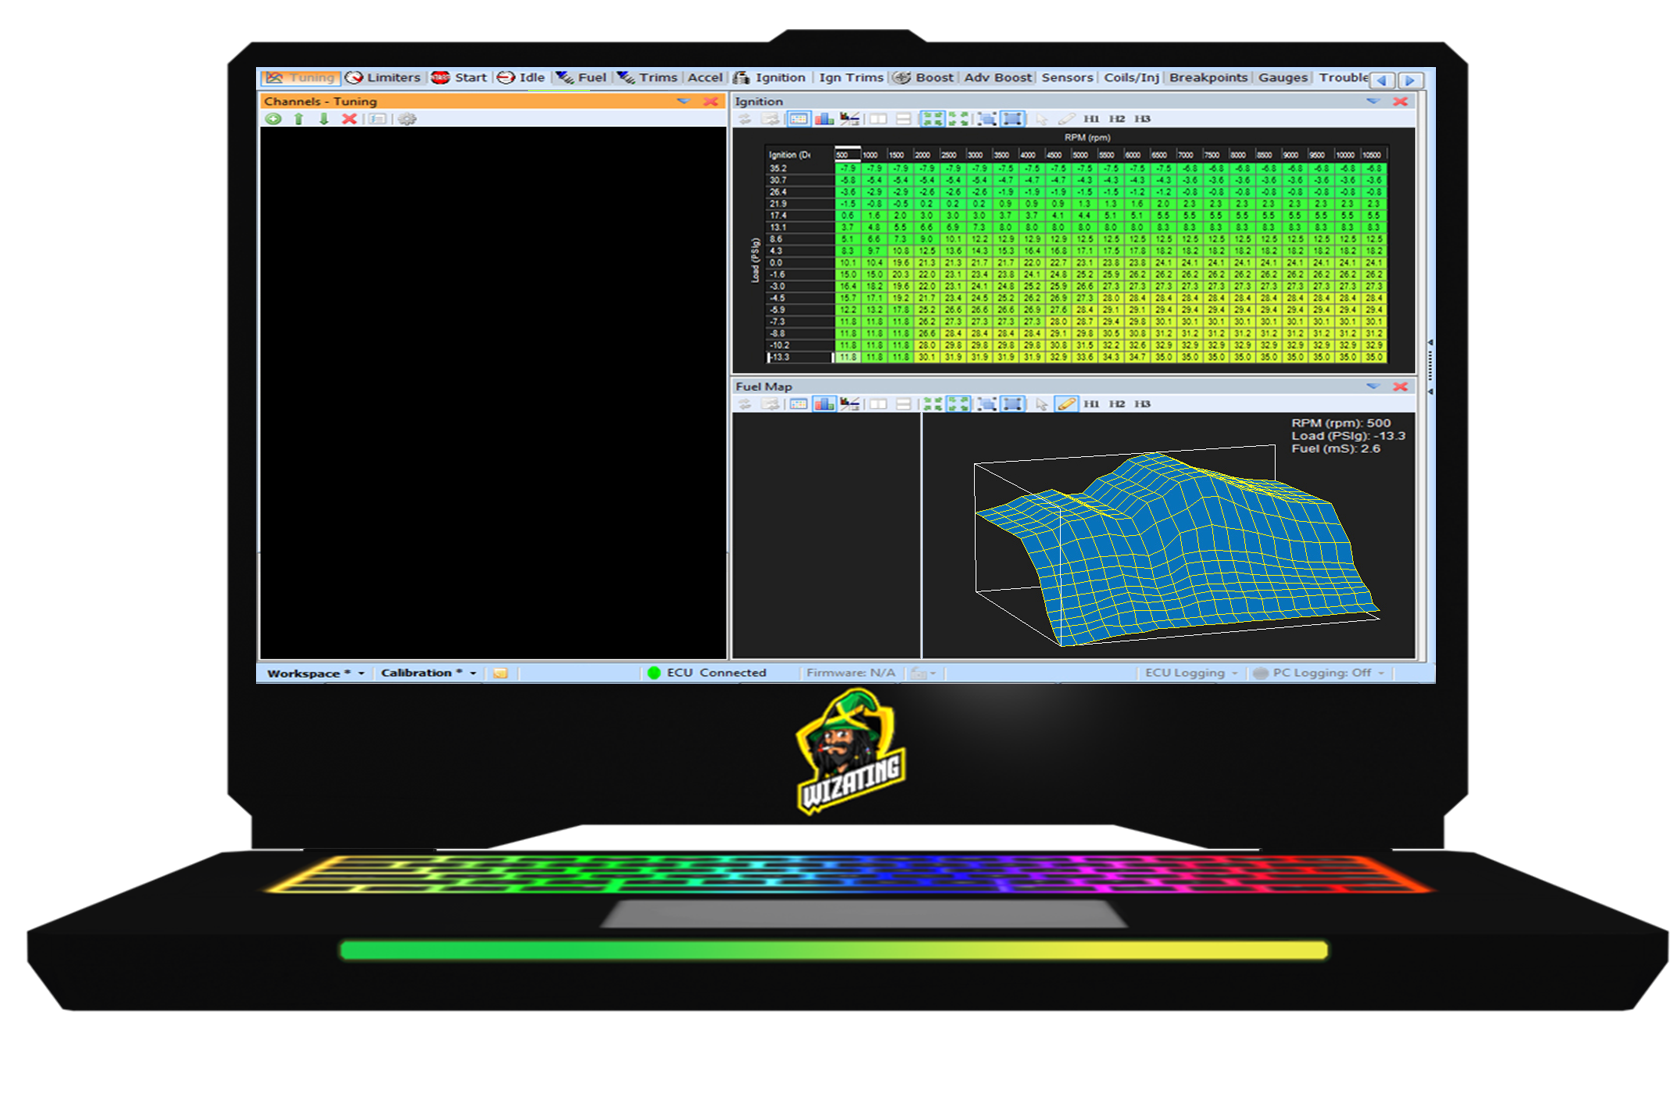 Tuning Limiters Start Idle Fuel Trims Accel Ignition Ign Trims Boost Adv Boost Sensors Coils/Inj Breakpoints Gauges Trouble
Channels - Tuning
Ignition
H1 H2 H3
RPM (rpm)
Ignition (De 500 1000 1500 2000 2500 3000 3500 4000 4500 5000 5500 6000 6500 7000 7500 8000 8500 9000 9500 10000 10500
Load (PSIg)
35.2 -7.9 -7.9 -7.9 -7.9 -7.9 -7.9 -7.5 -7.5 -7.5 -7.5 -7.5 -7.5 -7.5 -6.8 -6.8 -6.8 -6.8 -6.8 -6.8 -6.8 -6.8
30.7 -5.8 -5.4 -5.4 -5.4 -5.4 -5.4 -4.7 -4.7 -4.7 -4.3 -4.3 -4.3 -4.3 -3.6 -3.6 -3.6 -3.6 -3.6 -3.6 -3.6 -3.6
26.4 -3.6 -2.9 -2.9 -2.6 -2.6 -2.6 -1.9 -1.9 -1.9 -1.5 -1.5 -1.2 -1.2 -0.8 -0.8 -0.8 -0.8 -0.8 -0.8 -0.8 -0.8
21.9 -1.5 -0.8 -0.5 0.2 0.2 0.2 0.9 0.9 0.9 1.3 1.3 1.6 2.0 2.3 2.3 2.3 2.3 2.3 2.3 2.3 2.3
17.4 0.6 1.6 2.0 3.0 3.0 3.0 3.7 3.7 4.1 4.4 5.1 5.1 5.5 5.5 5.5 5.5 5.5 5.5 5.5 5.5 5.5
13.1 3.7 4.8 5.5 6.6 6.9 7.3 8.0 8.0 8.0 8.0 8.0 8.3 8.3 8.3 8.3 8.3 8.3 8.3 8.3 8.3 8.3
8.6 5.1 6.6 7.3 9.0 10.1 12.2 12.9 12.9 12.9 12.5 12.5 12.5 12.5 12.5 12.5 12.5 12.5 12.5 12.5 12.5 12.5
4.3 8.3 9.7 10.8 12.5 13.6 14.3 15.3 16.4 16.8 17.1 17.5 17.8 18.2 18.2 18.2 18.2 18.2 18.2 18.2 18.2 18.2
0.0 10.1 10.4 19.6 21.3 21.3 21.7 21.7 22.0 22.7 23.1 23.8 23.8 24.1 24.1 24.1 24.1 24.1 24.1 24.1 24.1 24.1
-1.6 15.0 15.0 20.3 22.0 23.1 23.4 23.8 24.1 24.8 25.2 25.9 26.2 26.2 26.2 26.2 26.2 26.2 26.2 26.2 26.2 26.2
-3.0 16.4 18.2 19.6 22.0 23.1 24.1 24.8 25.2 25.9 26.6 27.3 27.3 27.3 27.3 27.3 27.3 27.3 27.3 27.3 27.3 27.3
-4.5 15.7 17.1 19.2 21.7 23.4 24.5 25.2 26.2 26.9 27.3 28.0 28.4 28.4 28.4 28.4 28.4 28.4 28.4 28.4 28.4 28.4
-5.9 12.2 13.2 17.8 25.2 26.6 26.6 26.6 26.9 27.6 28.4 29.1 29.1 29.4 29.4 29.4 29.4 29.4 29.4 29.4 29.4 29.4
-7.3 11.8 11.8 11.8 26.2 27.3 27.3 27.3 27.3 28.0 28.7 29.4 29.8 30.1 30.1 30.1 30.1 30.1 30.1 30.1 30.1 30.1
-8.8 11.8 11.8 11.8 26.6 28.4 28.4 28.4 28.4 29.1 29.8 30.5 30.8 31.2 31.2 31.2 31.2 31.2 31.2 31.2 31.2 31.2
-10.2 11.8 11.8 11.8 28.0 29.8 29.8 29.8 29.8 30.8 31.5 32.2 32.6 32.9 32.9 32.9 32.9 32.9 32.9 32.9 32.9 32.9
-13.3 11.8 11.8 11.8 30.1 31.9 31.9 31.9 31.9 32.9 33.6 34.3 34.7 35.0 35.0 35.0 35.0 35.0 35.0 35.0 35.0 35.0
Fuel Map
H1 H2 H3
RPM (rpm): 500
Load (PSIg): -13.3
Fuel (mS): 2.6
Workspace * Calibration * ECU Connected Firmware: N/A ECU Logging PC Logging: Off
WIZATING